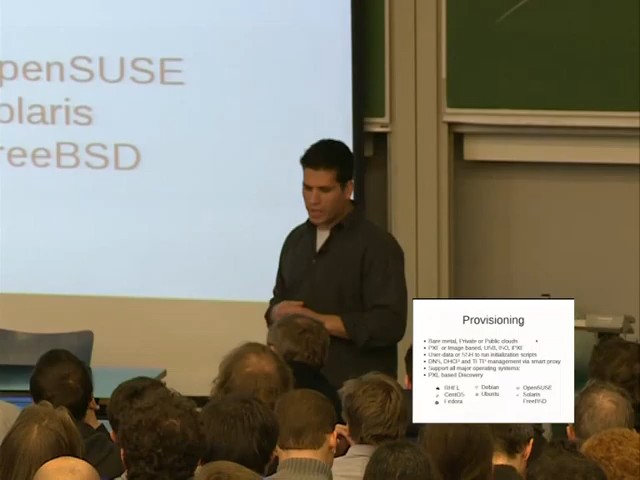 penSUSE
olaris
reeBSD
Provisioning
• Bare metal, Private or Public clouds
• PXE or Image based, USB, ISO, iPXE
• User-data or SSH to run initialization scripts
• DNS, DHCP and TFTP management via smart proxy
• Support all major operating systems:
• PXE based Discovery
RHEL Debian OpenSUSE
CentOS Ubuntu Solaris
Fedora FreeBSD